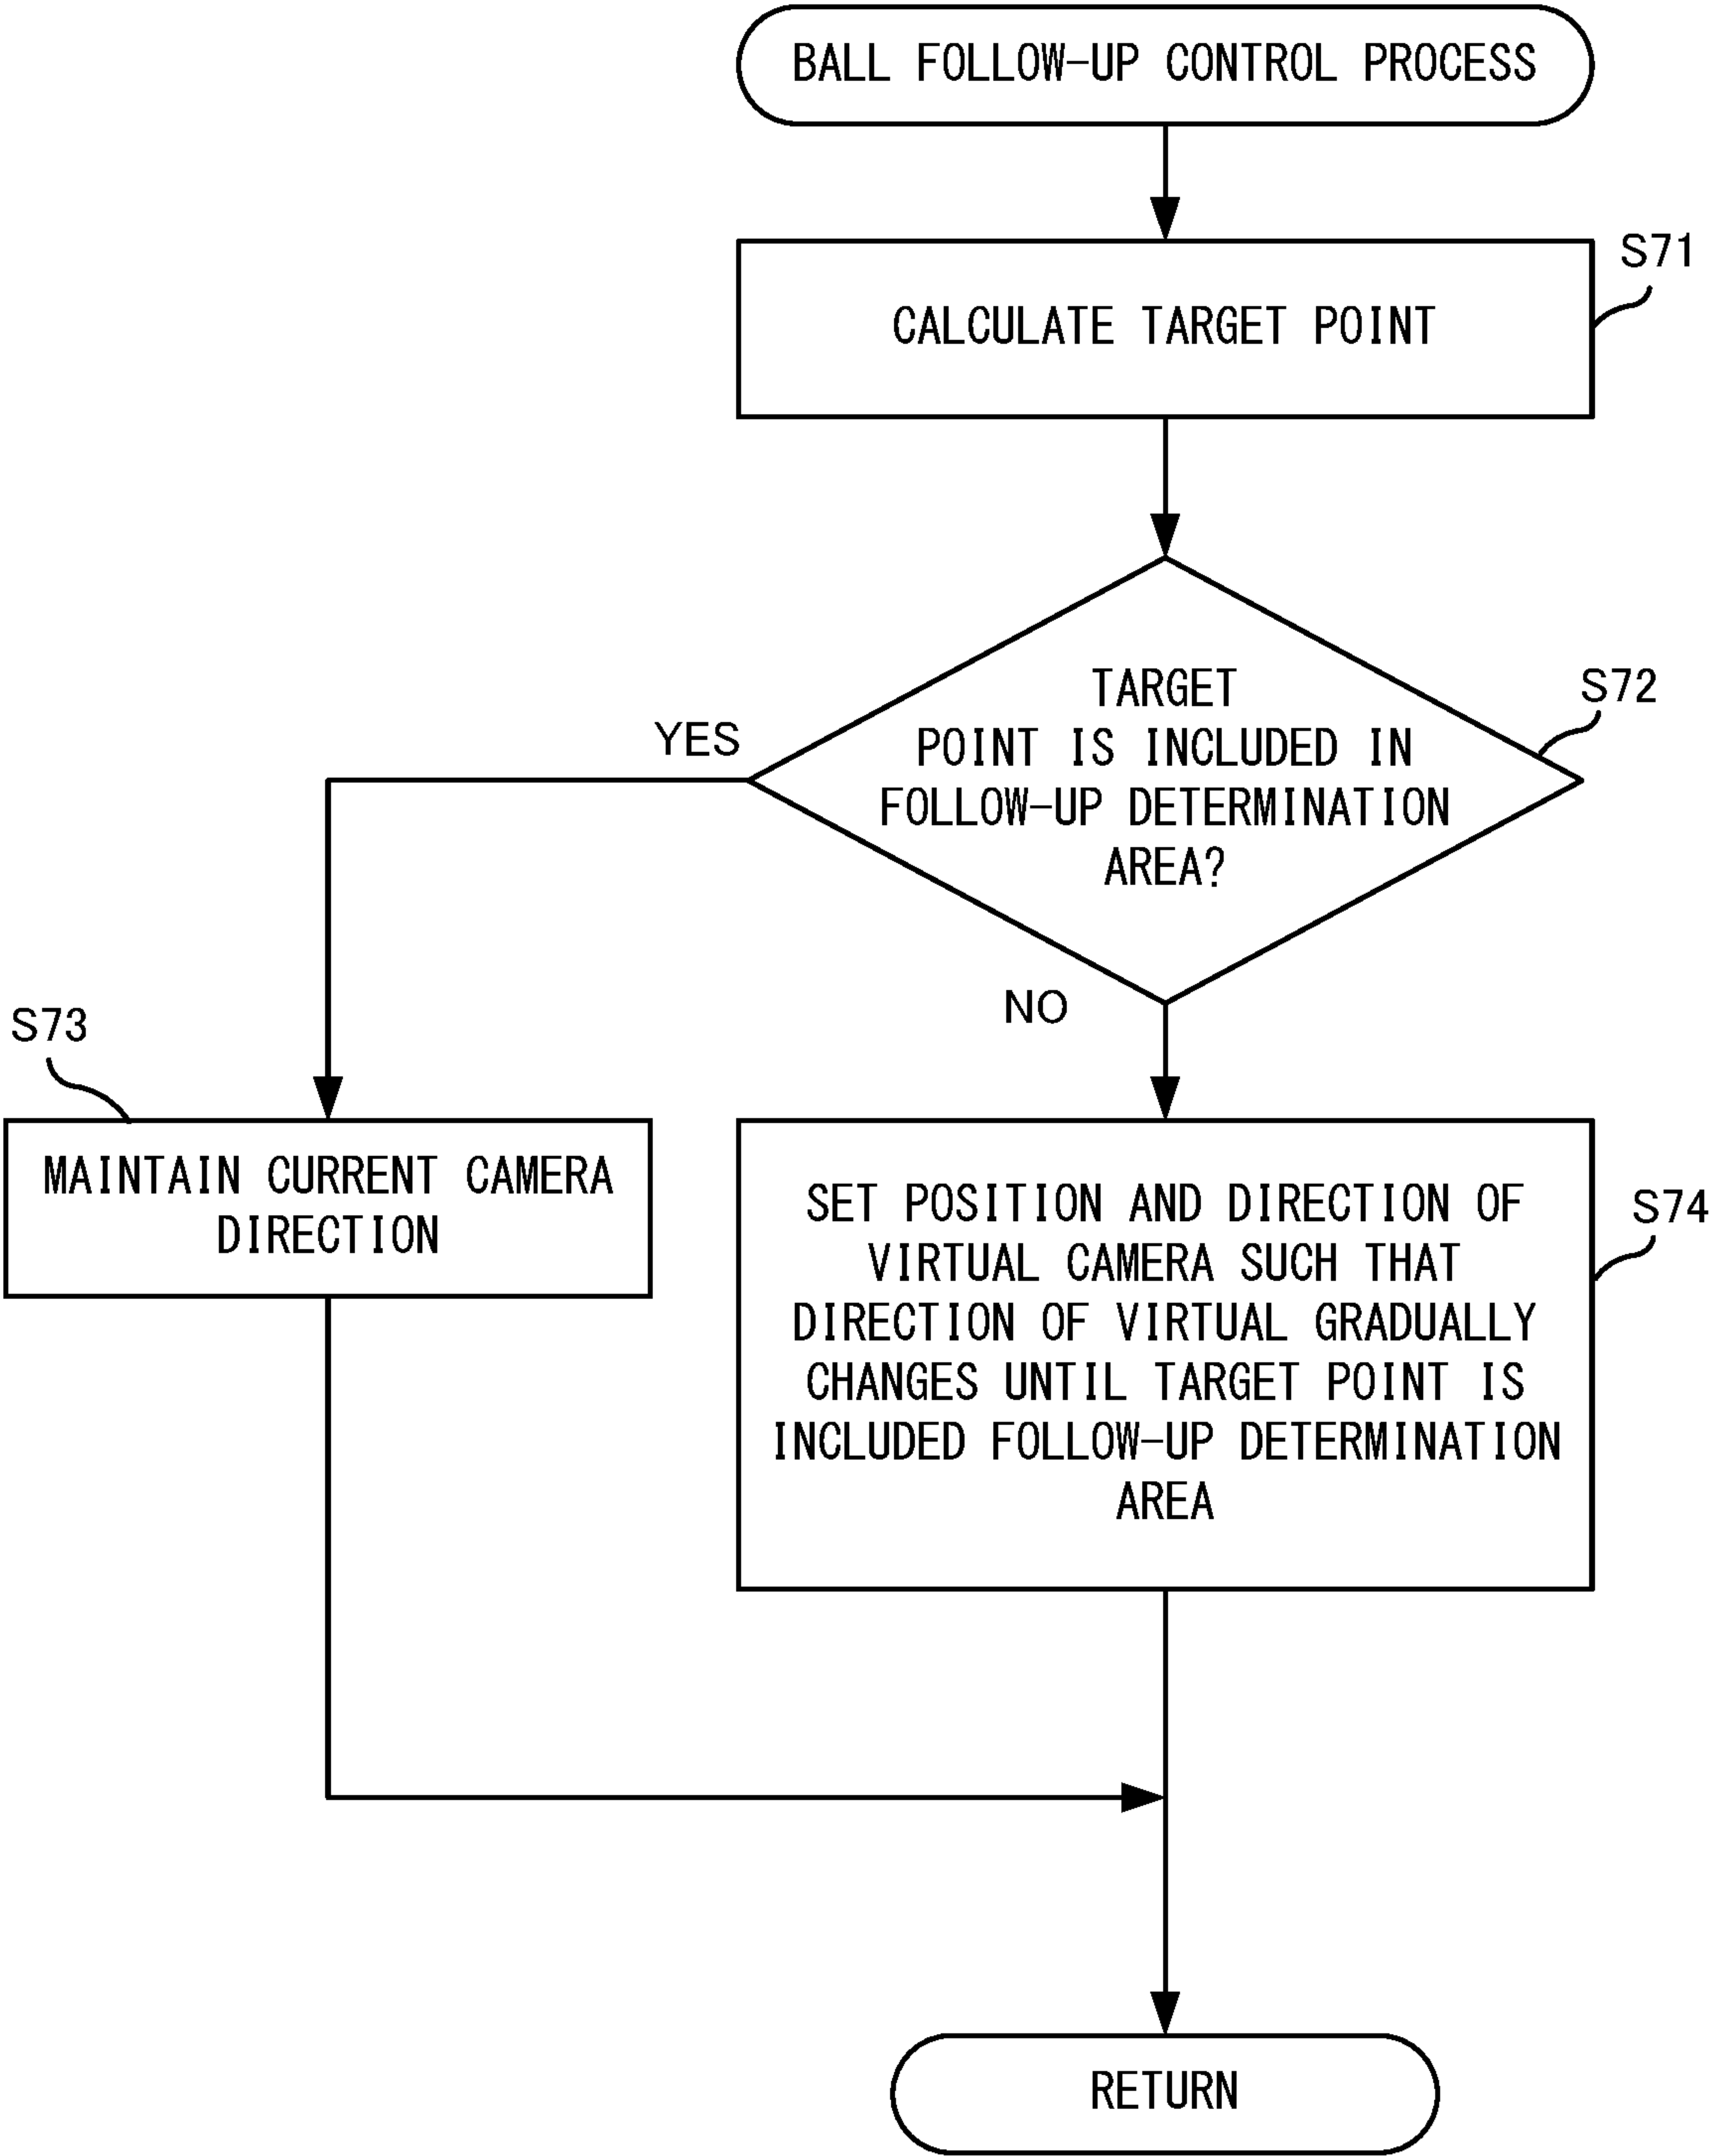 BALL FOLLOW-UP CONTROL PROCESS
S71
CALCULATE TARGET POINT
S72
TARGET
POINT IS INCLUDED IN
FOLLOW-UP DETERMINATION
AREA?
YES
NO
S73
MAINTAIN CURRENT CAMERA
DIRECTION
S74
SET POSITION AND DIRECTION OF
VIRTUAL CAMERA SUCH THAT
DIRECTION OF VIRTUAL GRADUALLY
CHANGES UNTIL TARGET POINT IS
INCLUDED FOLLOW-UP DETERMINATION
AREA
RETURN